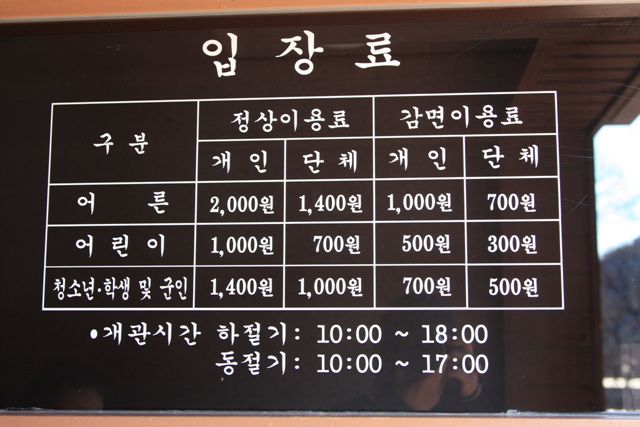 입장료
구분 정상이용료 감면이용료
개인 단체 개인 단체
어른 2,000원 1,400원 1,000원 700원
어린이 1,000원 700원 500원 300원
청소년·학생 및 군인 1,400원 1,000원 700원 500원
•개관시간 하절기: 10:00 ~ 18:00
동절기: 10:00 ~ 17:00